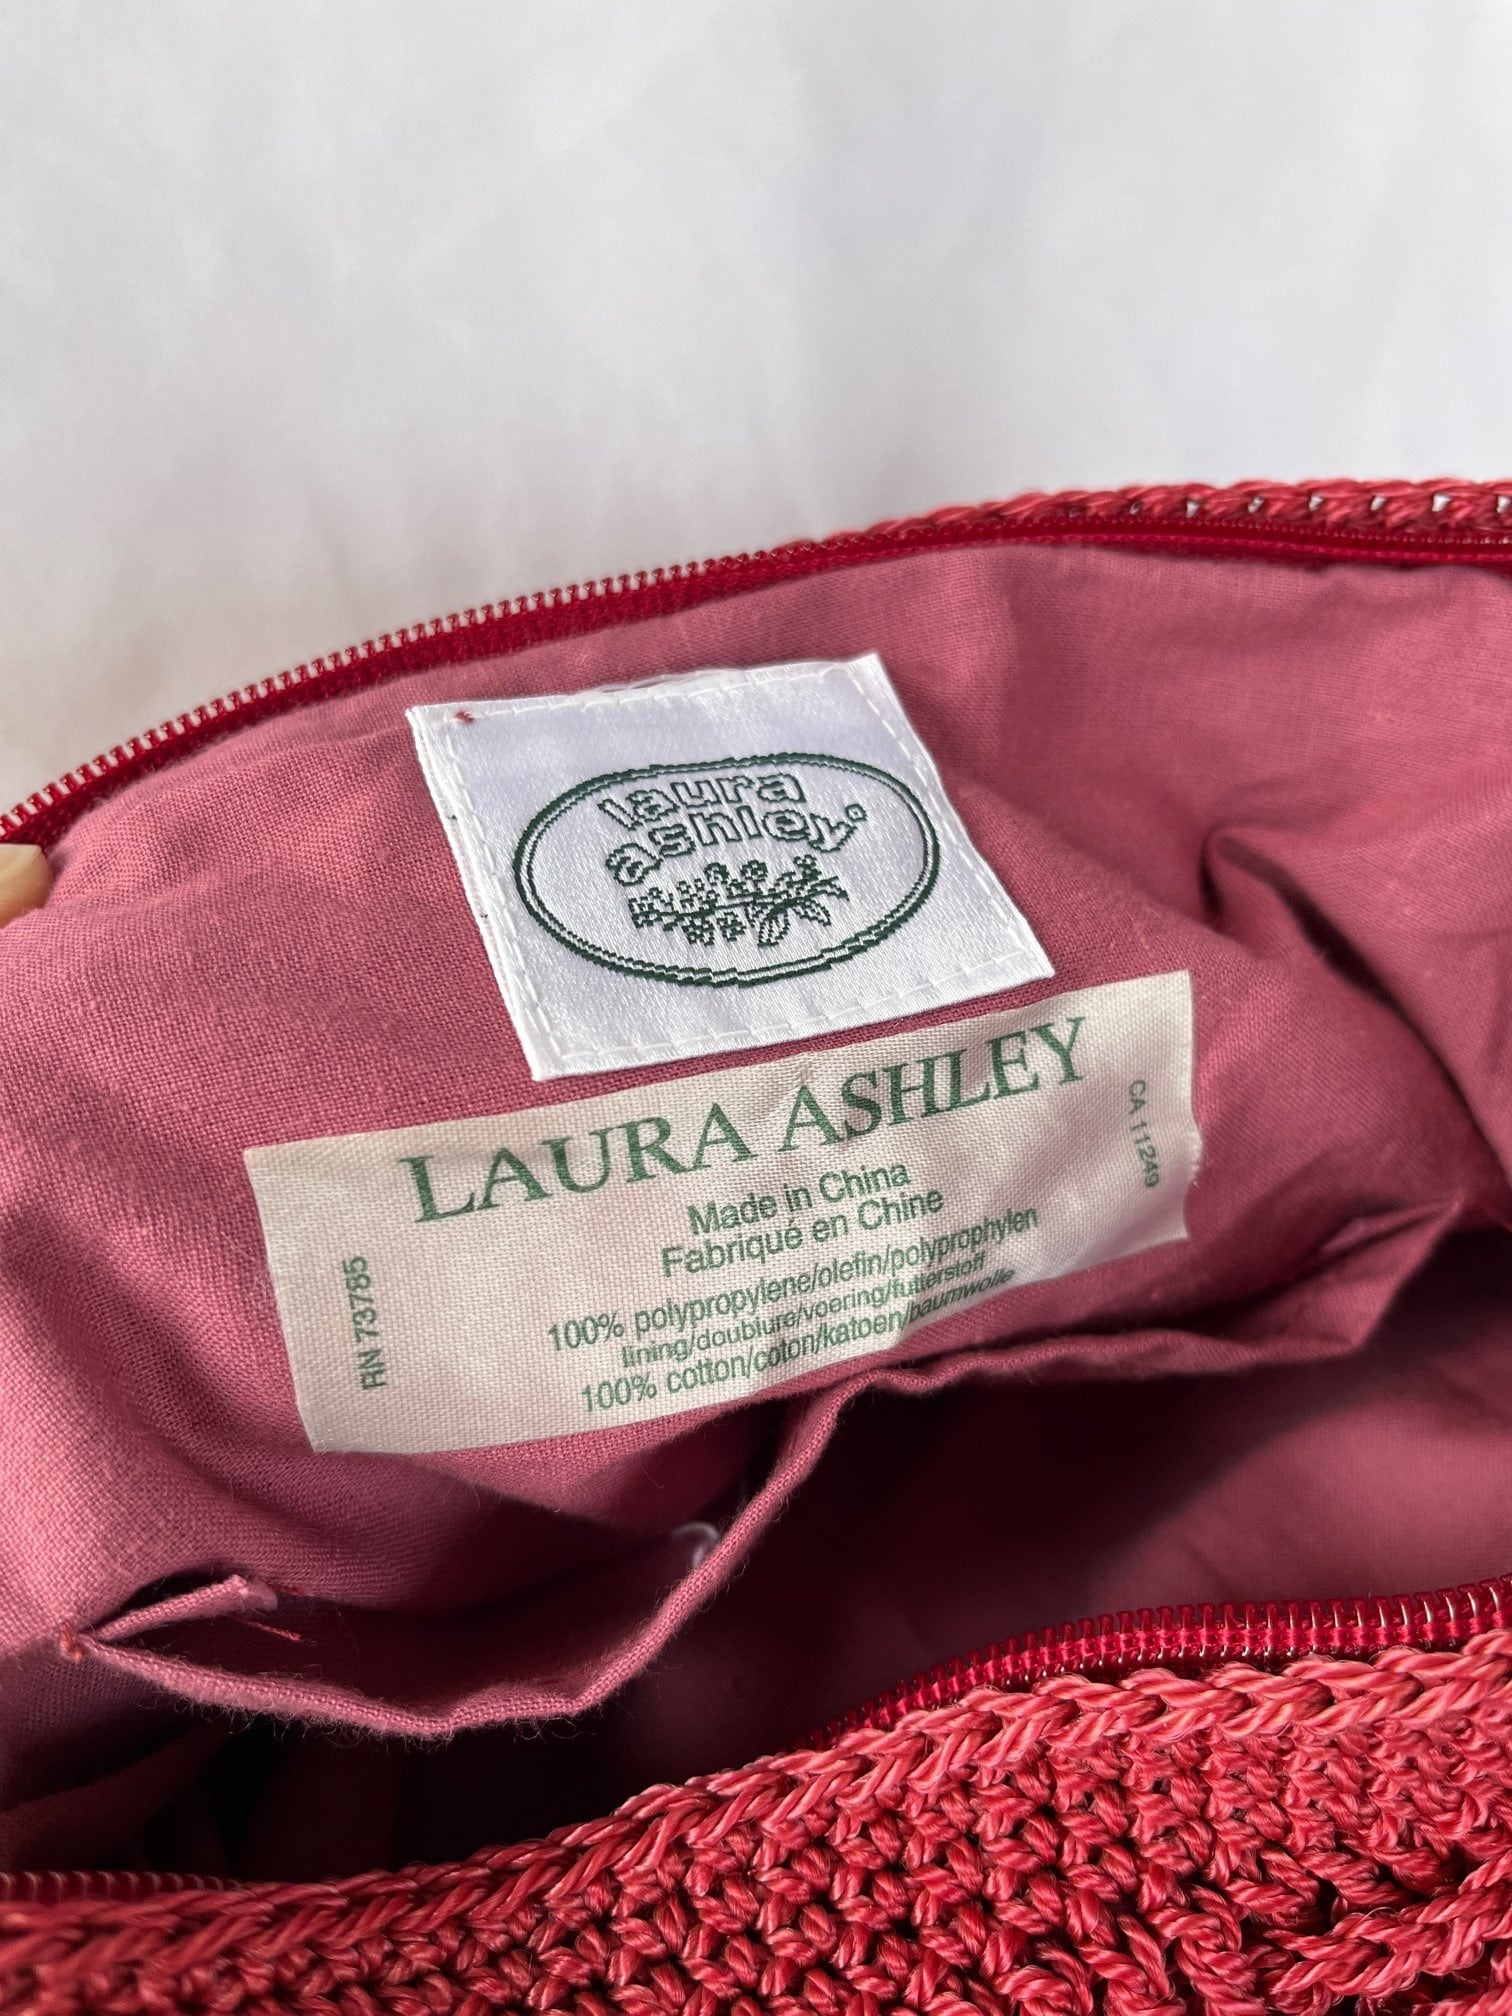 laura
ashley
LAURA ASHLEY
Made in China
Fabriqué en Chine
100% polypropylene/olefin/polyprophylen
lining/doublure/voering/futterstoff
100% cotton/coton/katoen/baumwolle
RN 73785
CA 11249